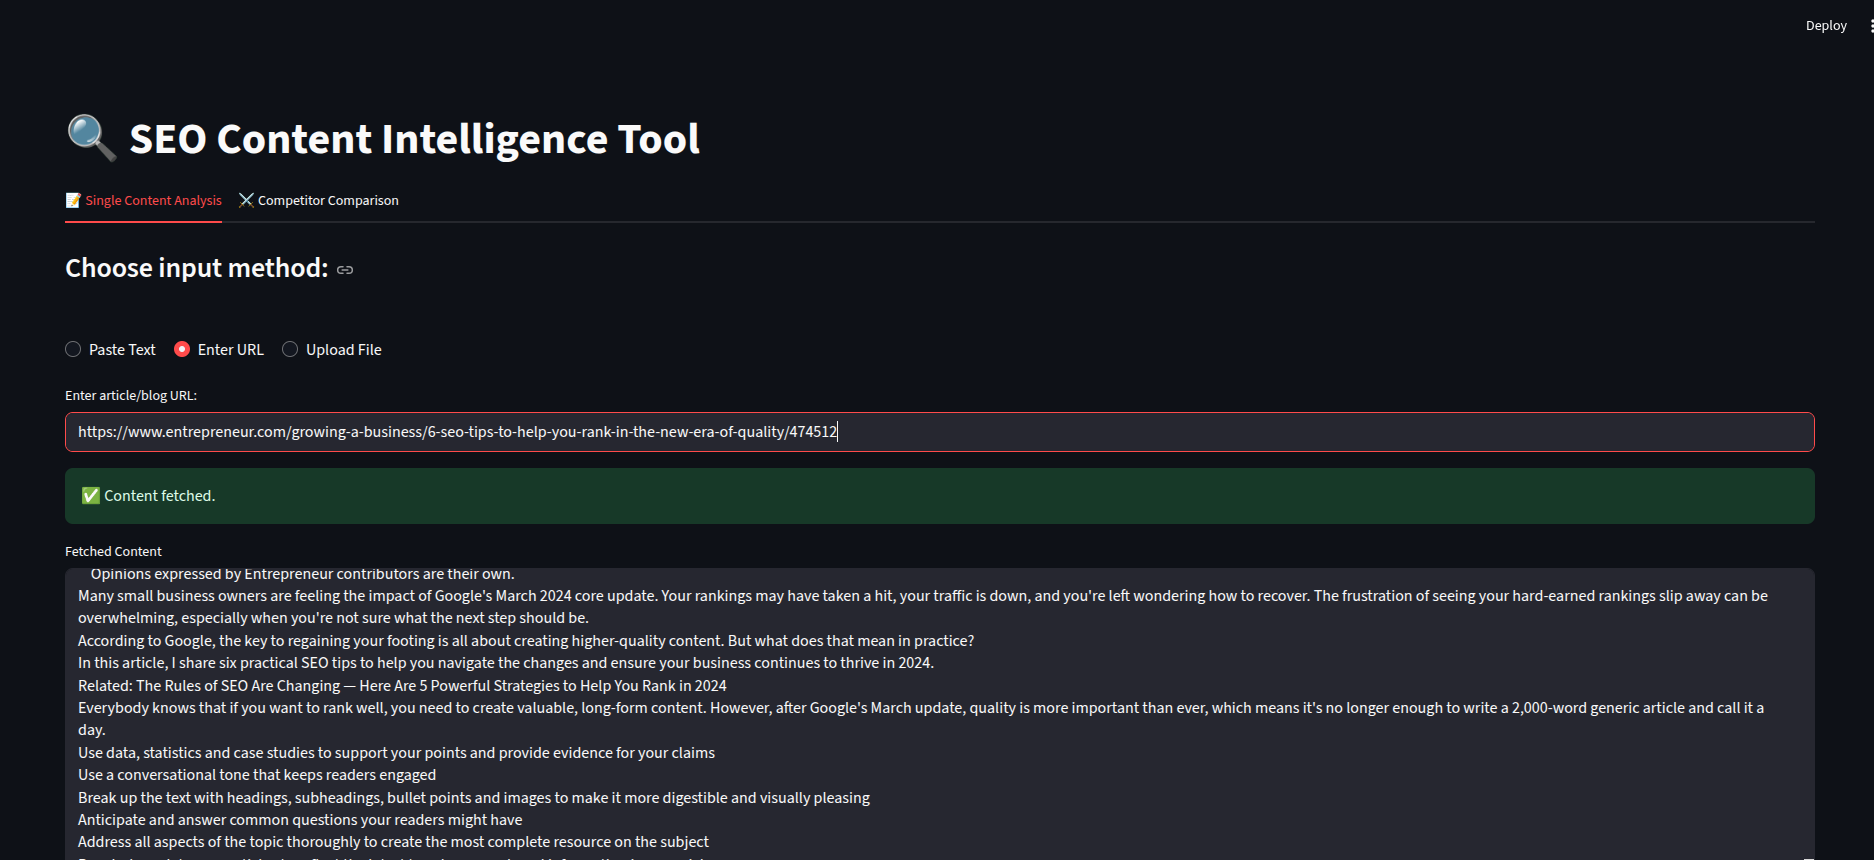 Deploy
🔍 SEO Content Intelligence Tool
📝 Single Content Analysis
⚔️ Competitor Comparison
Choose input method:
Paste Text
Enter URL
Upload File
Enter article/blog URL:
https://www.entrepreneur.com/growing-a-business/6-seo-tips-to-help-you-rank-in-the-new-era-of-quality/474512
✅ Content fetched.
Fetched Content
Opinions expressed by Entrepreneur contributors are their own.
Many small business owners are feeling the impact of Google's March 2024 core update. Your rankings may have taken a hit, your traffic is down, and you're left wondering how to recover. The frustration of seeing your hard-earned rankings slip away can be
overwhelming, especially when you're not sure what the next step should be.
According to Google, the key to regaining your footing is all about creating higher-quality content. But what does that mean in practice?
In this article, I share six practical SEO tips to help you navigate the changes and ensure your business continues to thrive in 2024.
Related: The Rules of SEO Are Changing — Here Are 5 Powerful Strategies to Help You Rank in 2024
Everybody knows that if you want to rank well, you need to create valuable, long-form content. However, after Google's March update, quality is more important than ever, which means it's no longer enough to write a 2,000-word generic article and call it a
day.
Use data, statistics and case studies to support your points and provide evidence for your claims
Use a conversational tone that keeps readers engaged
Break up the text with headings, subheadings, bullet points and images to make it more digestible and visually pleasing
Anticipate and answer common questions your readers might have
Address all aspects of the topic thoroughly to create the most complete resource on the subject